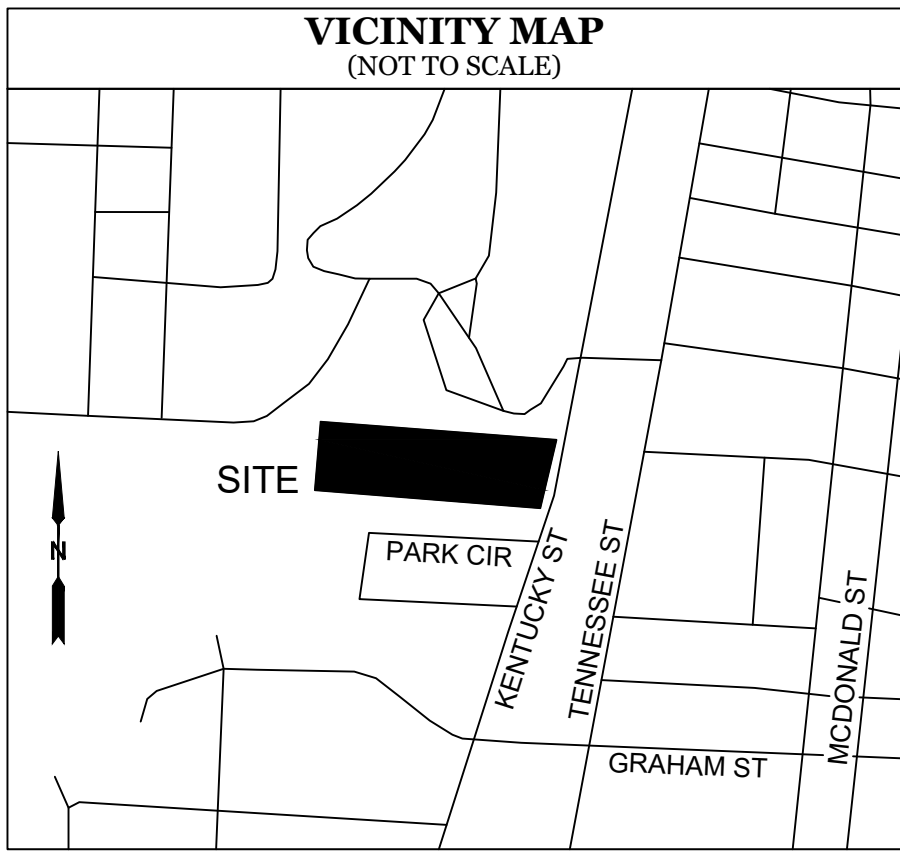 VICINITY MAP
(NOT TO SCALE)
SITE
N
PARK CIR
KENTUCKY ST
TENNESSEE ST
MCDONALD ST
GRAHAM ST